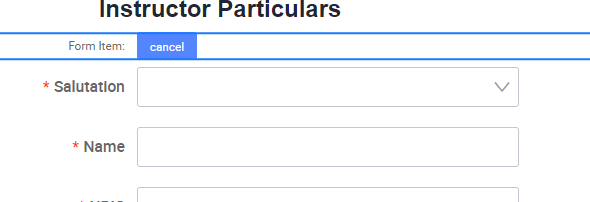 Instructor Particulars
Form Item: cancel
* Salutation
* Name